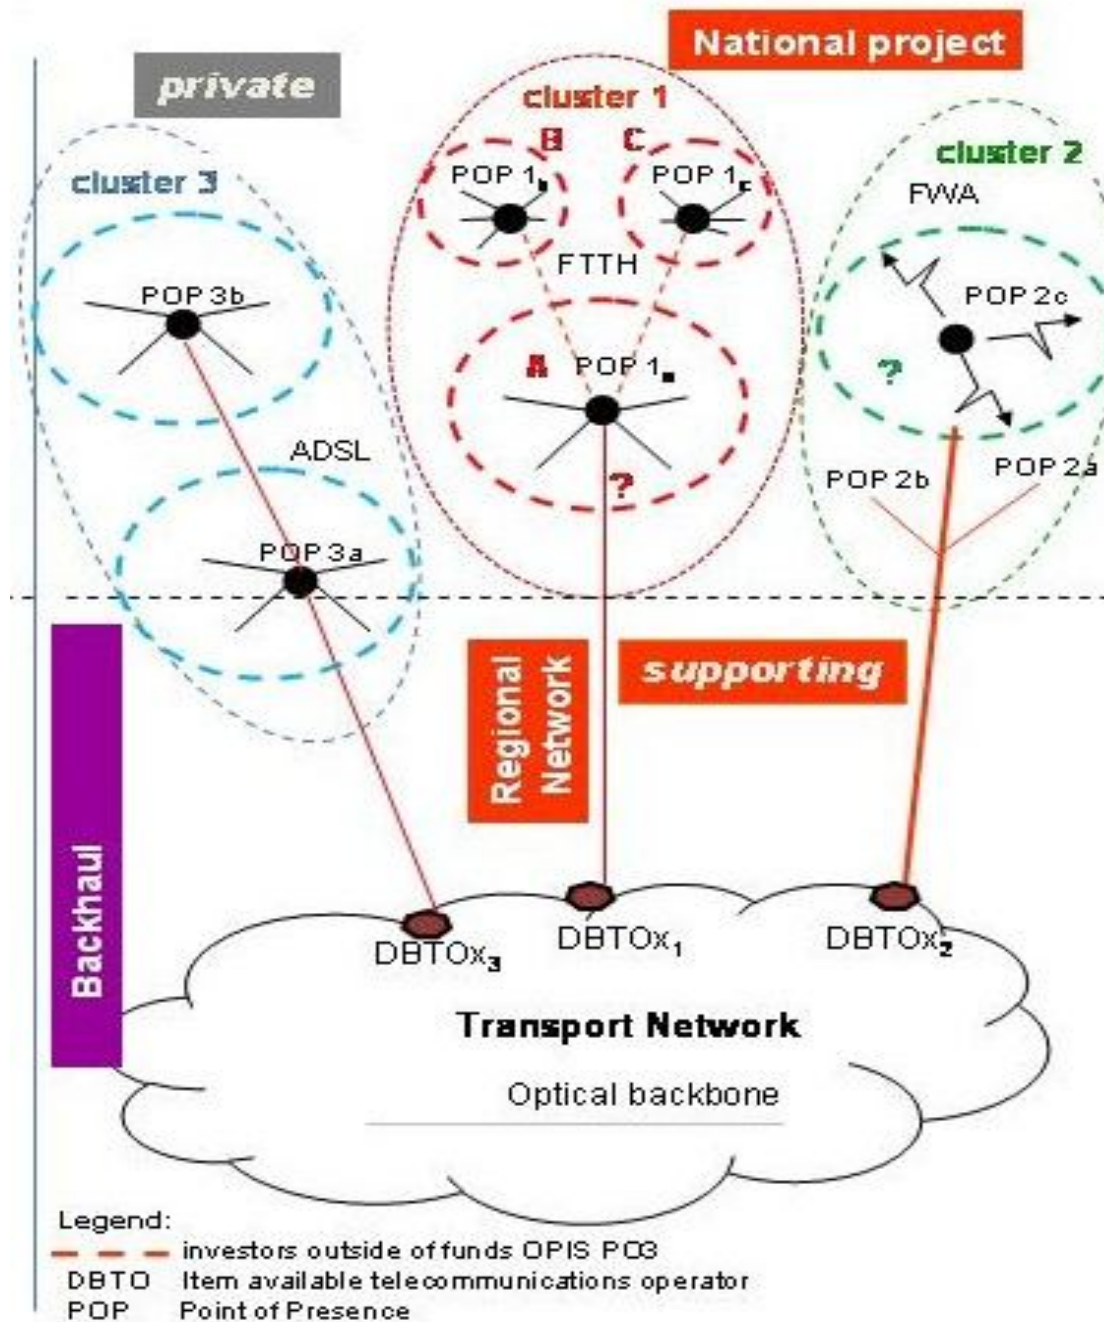 National project
private
cluster 1
cluster 3
cluster 2
B
C
POP 1
POP 1c
FWA
FTTH
POP 3b
POP 2c
A
POP 1
?
?
ADSL
POP 2b
POP 2a
POP 3a
Regional
Network
supporting
Backhaul
DBTOx3
DBTOx1
DBTOx2
Transport Network
Optical backbone
Legend:
investors outside of funds OPIS PO3
DBTO Item available telecommunications operator
POP Point of Presence